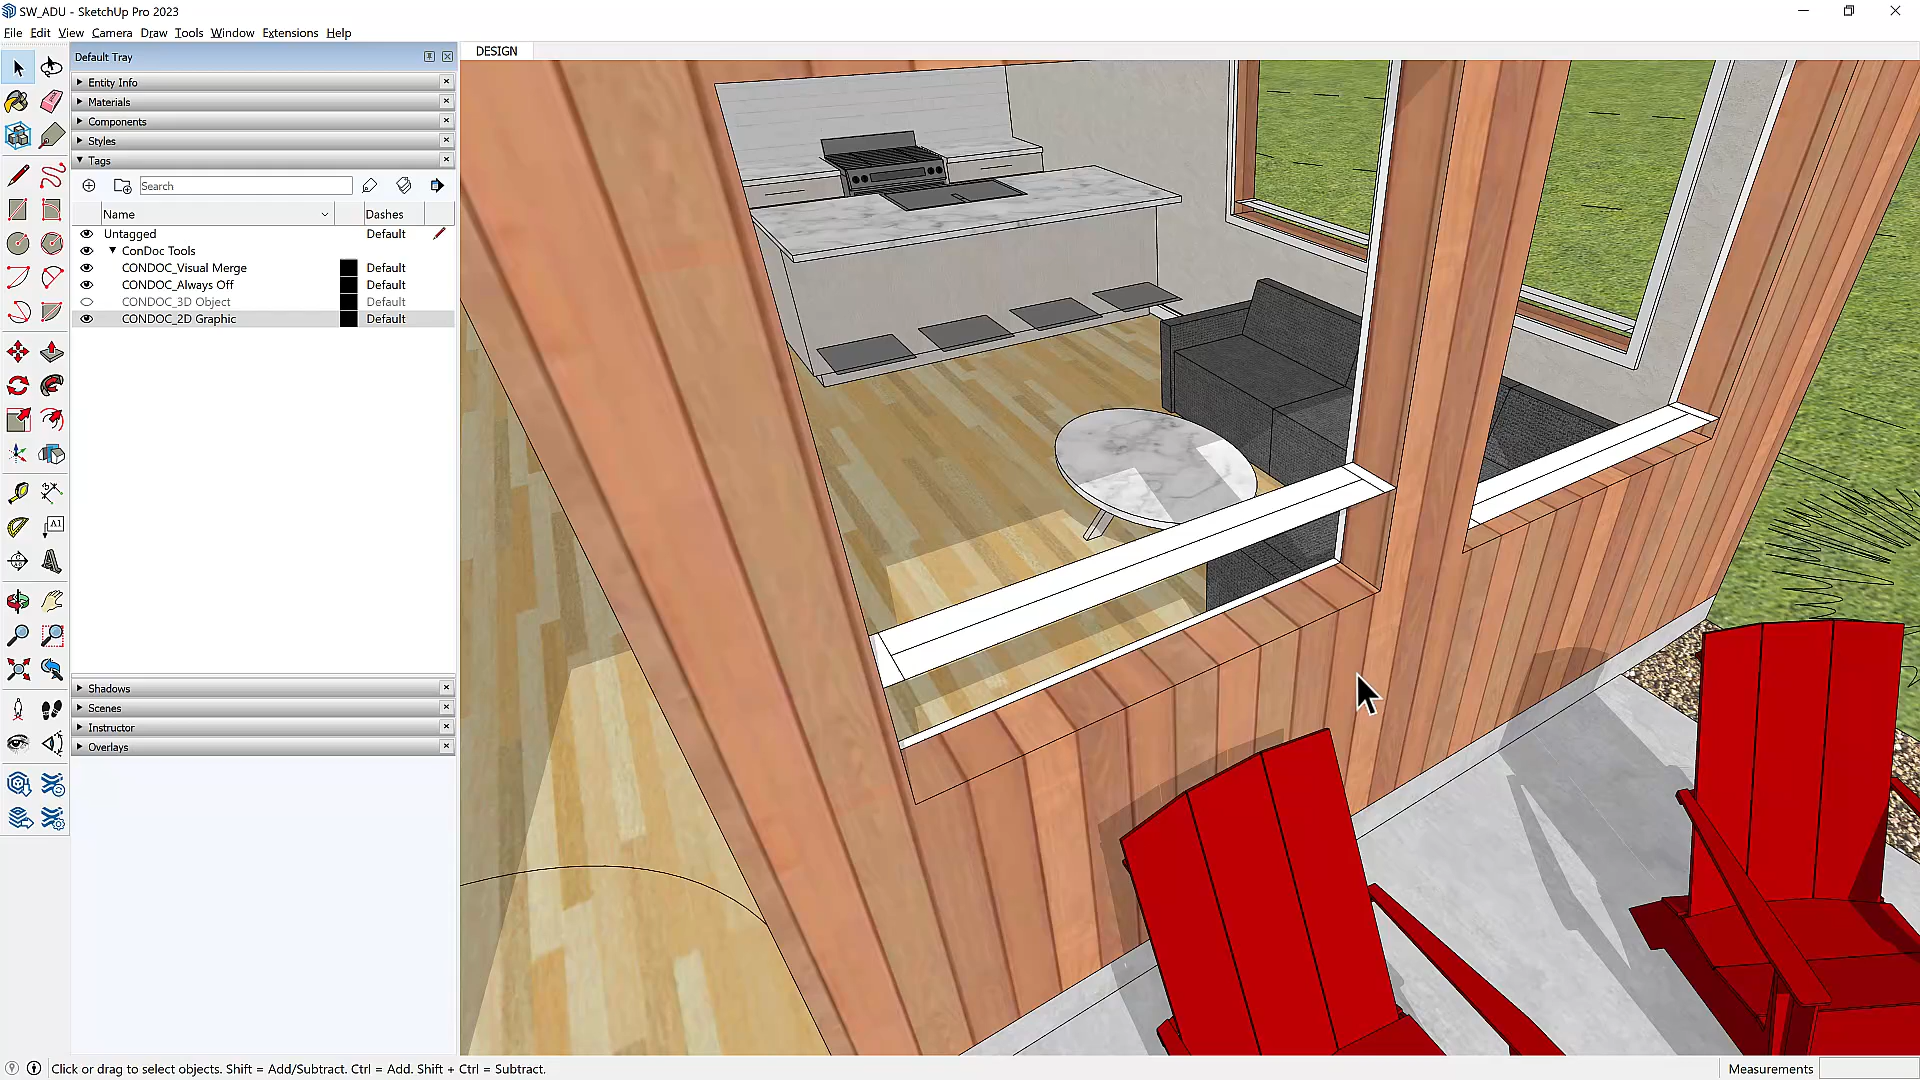 SW_ADU - SketchUp Pro 2023
File Edit View Camera Draw Tools Window Extensions Help
Default Tray
DESIGN
Entity Info
Materials
Components
Styles
Tags
Search
Name Dashes
Untagged Default
ConDoc Tools
CONDOC_Visual Merge Default
CONDOC_Always Off Default
CONDOC_3D Object Default
CONDOC_2D Graphic Default
A1
Shadows
Scenes
Instructor
Overlays
Click or drag to select objects. Shift = Add/Subtract. Ctrl = Add. Shift + Ctrl = Subtract.
Measurements